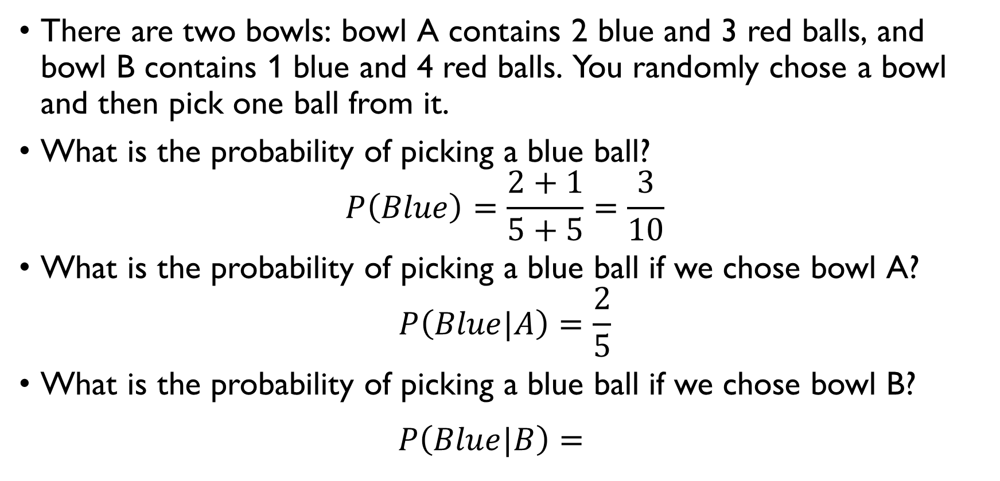 • There are two bowls: bowl A contains 2 blue and 3 red balls, and
bowl B contains 1 blue and 4 red balls. You randomly chose a bowl
and then pick one ball from it.
• What is the probability of picking a blue ball?
P(Blue) = \frac{2 + 1}{5 + 5} = \frac{3}{10}
• What is the probability of picking a blue ball if we chose bowl A?
P(Blue|A) = \frac{2}{5}
• What is the probability of picking a blue ball if we chose bowl B?
P(Blue|B) =